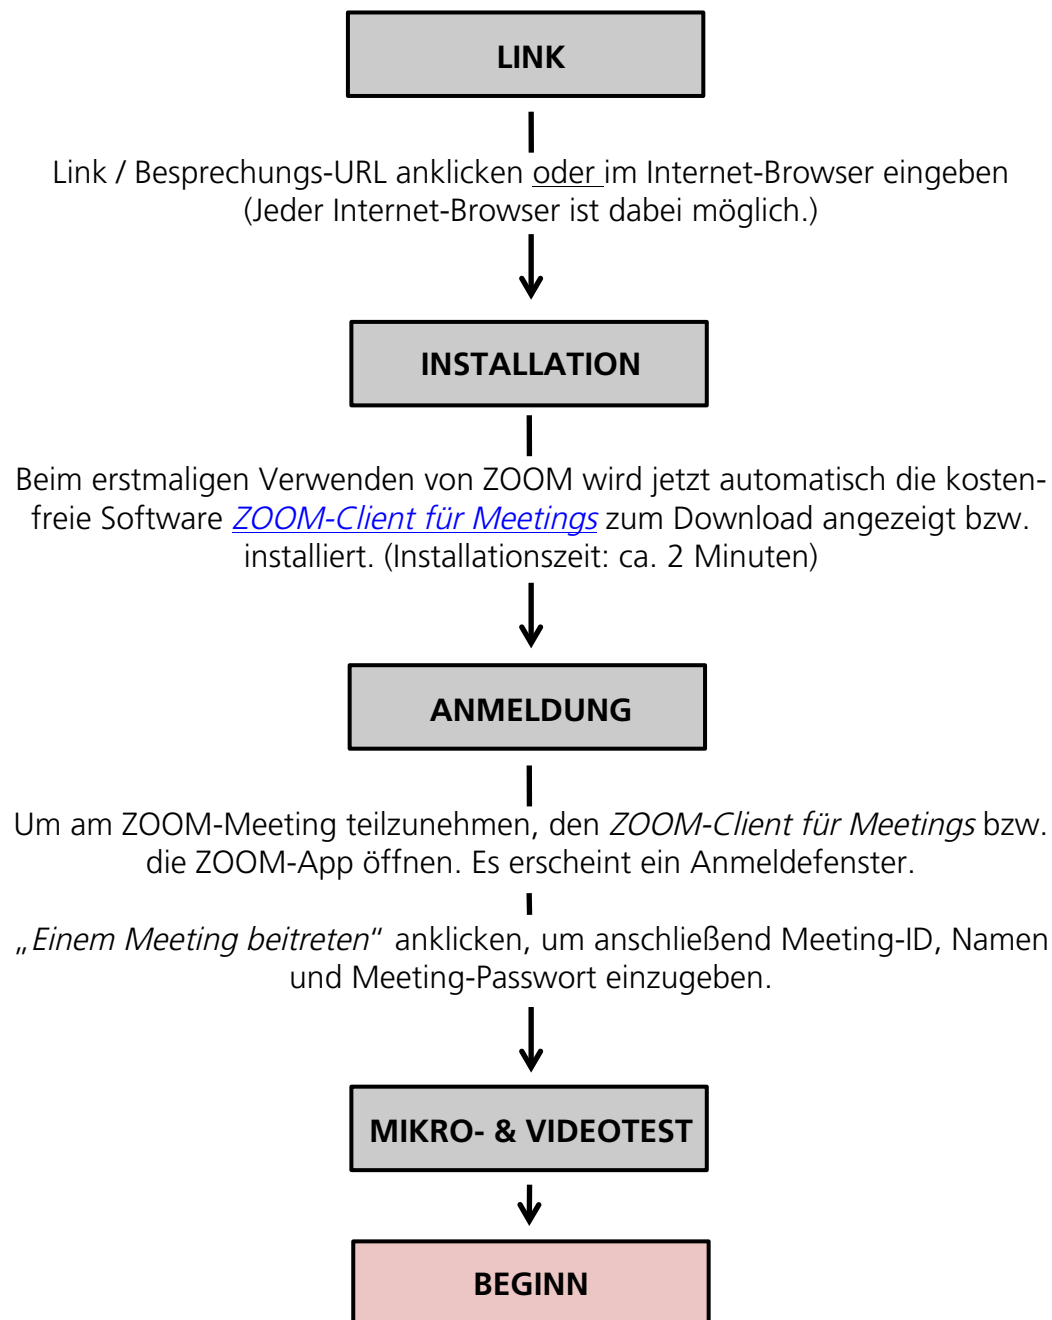 LINK
Link / Besprechungs-URL anklicken oder im Internet-Browser eingeben
(Jeder Internet-Browser ist dabei möglich.)
INSTALLATION
Beim erstmaligen Verwenden von ZOOM wird jetzt automatisch die kosten-
freie Software ZOOM-Client für Meetings zum Download angezeigt bzw.
installiert. (Installationszeit: ca. 2 Minuten)
ANMELDUNG
Um am ZOOM-Meeting teilzunehmen, den ZOOM-Client für Meetings bzw.
die ZOOM-App öffnen. Es erscheint ein Anmeldefenster.
„Einem Meeting beitreten" anklicken, um anschließend Meeting-ID, Namen
und Meeting-Passwort einzugeben.
MIKRO- & VIDEOTEST
BEGINN